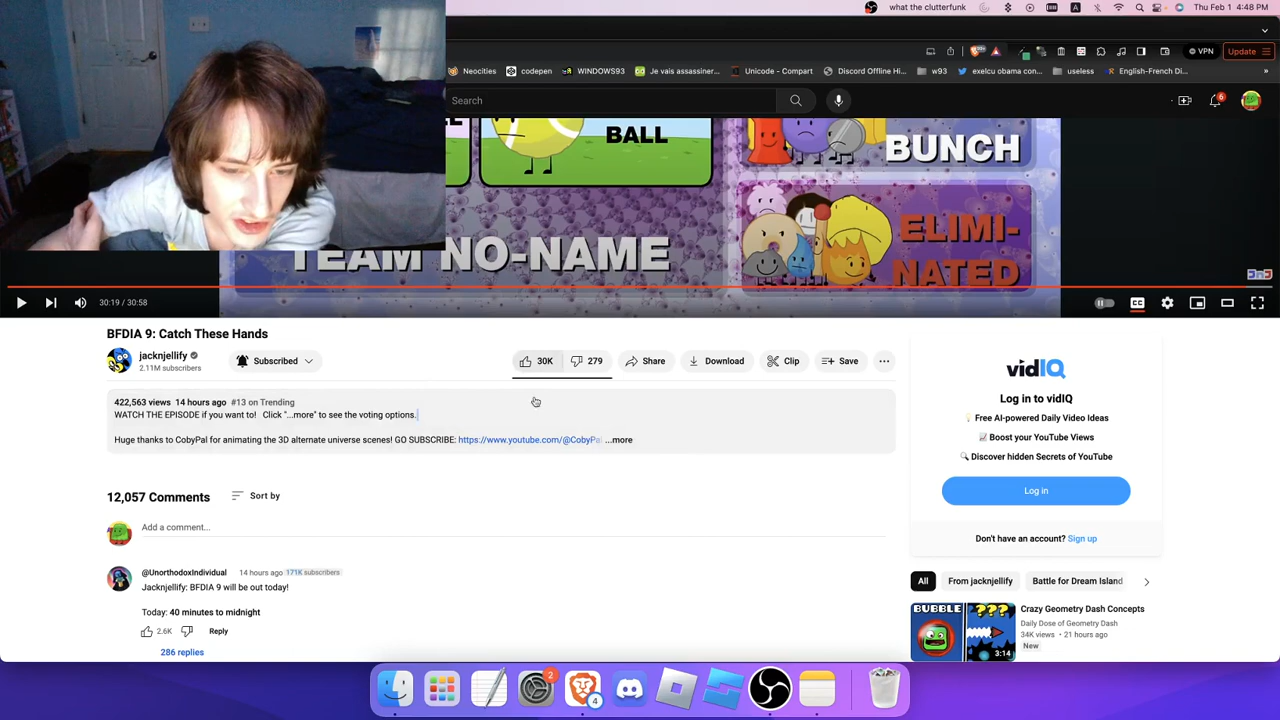 what the clutterfunk
A
Thu Feb 1 4:48 PM
VPN
Update
Neocities
codepen
WINDOWS93
Je vais assassiner...
Unicode - Compart
Discord Offline Hi...
w93
exelcu obama con...
useless
English-French Di...
»
Search
6
BALL
BUNCH
TEAM NO-NAME
ELIMI-
NATED
30:19 / 30:58
CC
BFDIA 9: Catch These Hands
jacknjellify
2.11M subscribers
Subscribed
30K
279
Share
Download
Clip
Save
422,563 views 14 hours ago #13 on Trending
WATCH THE EPISODE if you want! Click "...more" to see the voting options.
Huge thanks to CobyPal for animating the 3D alternate universe scenes! GO SUBSCRIBE: https://www.youtube.com/@CobyPal ...more
12,057 Comments
Sort by
Add a comment...
@UnorthodoxIndividual 14 hours ago 171K subscribers
Jacknjellify: BFDIA 9 will be out today!
Today: 40 minutes to midnight
2.6K
Reply
286 replies
vidIQ
Log in to vidIQ
Free AI-powered Daily Video Ideas
Boost your YouTube Views
Discover hidden Secrets of YouTube
Log in
Don't have an account? Sign up
All
From jacknjellify
Battle for Dream Island
BUBBLE
???
3:14
Crazy Geometry Dash Concepts
Daily Dose of Geometry Dash
34K views • 21 hours ago
New
2
4